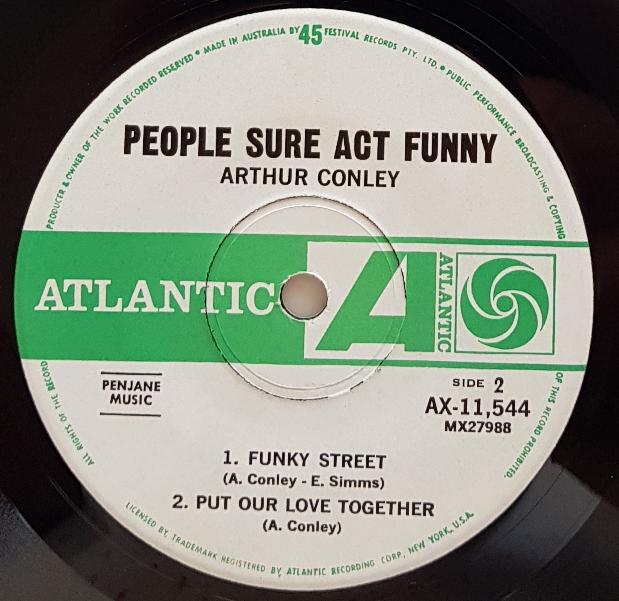 PRODUCER & OWNER OF THE WORK RECORDED RESERVED • MADE IN AUSTRALIA BY 45 FESTIVAL RECORDS PTY. LTD. • PUBLIC PERFORMANCE BROADCASTING & COPYING
PEOPLE SURE ACT FUNNY
ARTHUR CONLEY
ATLANTIC
A
ATLANTIC
PENJANE
MUSIC
SIDE 2
AX-11,544
MX27988
1. FUNKY STREET
(A. Conley - E. Simms)
2. PUT OUR LOVE TOGETHER
(A. Conley)
ALL RIGHTS OF THE RECORD
OF THIS RECORD PROHIBITED.
LICENSED BY, TRADEMARK REGISTERED BY, ATLANTIC RECORDING CORP., NEW YORK, U.S.A.